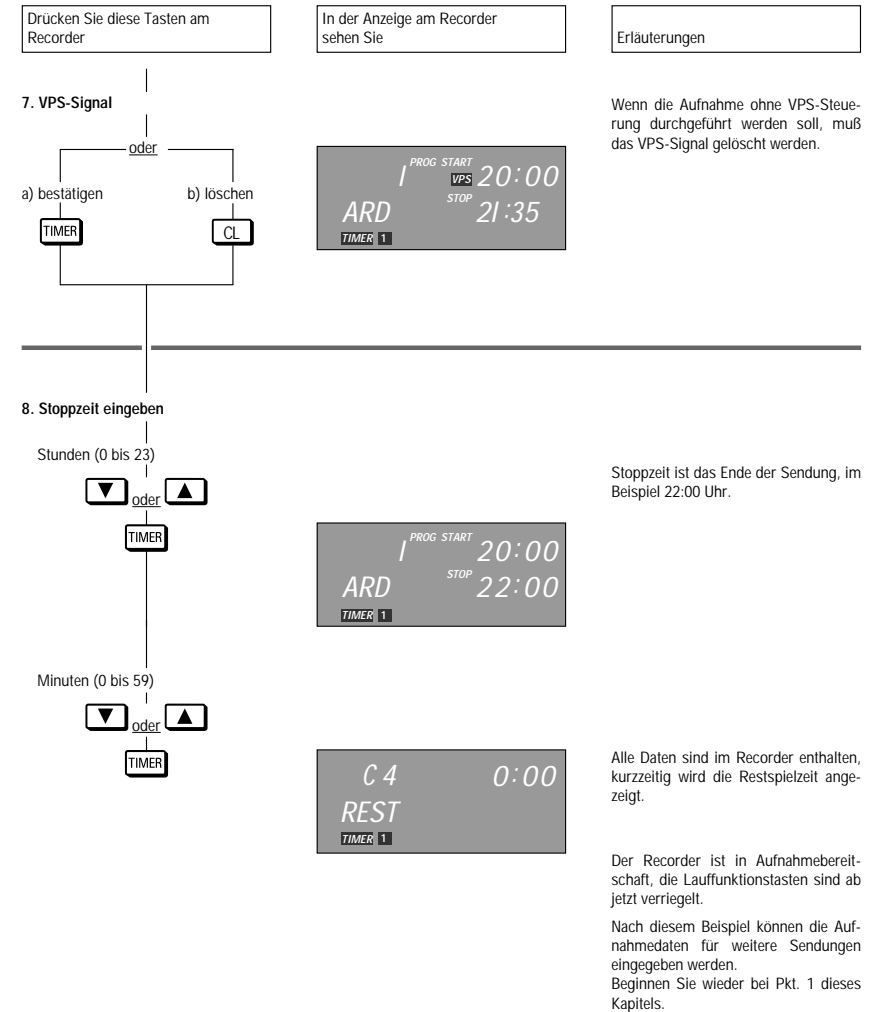 Drücken Sie diese Tasten am
Recorder
In der Anzeige am Recorder
sehen Sie
Erläuterungen
7. VPS-Signal
oder
a) bestätigen
b) löschen
TIMER
CL
PROG START
1 VPS 20:00
STOP
ARD 21:35
TIMER 1
Wenn die Aufnahme ohne VPS-Steue-
rung durchgeführt werden soll, muß
das VPS-Signal gelöscht werden.
8. Stoppzeit eingeben
Stunden (0 bis 23)
▼ oder ▲
TIMER
PROG START
1 20:00
STOP
ARD 22:00
TIMER 1
Stoppzeit ist das Ende der Sendung, im
Beispiel 22:00 Uhr.
Minuten (0 bis 59)
▼ oder ▲
TIMER
C 4 0:00
REST
TIMER 1
Alle Daten sind im Recorder enthalten,
kurzzeitig wird die Restspielzeit ange-
zeigt.
Der Recorder ist in Aufnahmebereit-
schaft, die Lauffunktionstasten sind ab
jetzt verriegelt.
Nach diesem Beispiel können die Auf-
nahmedaten für weitere Sendungen
eingegeben werden.
Beginnen Sie wieder bei Pkt. 1 dieses
Kapitels.